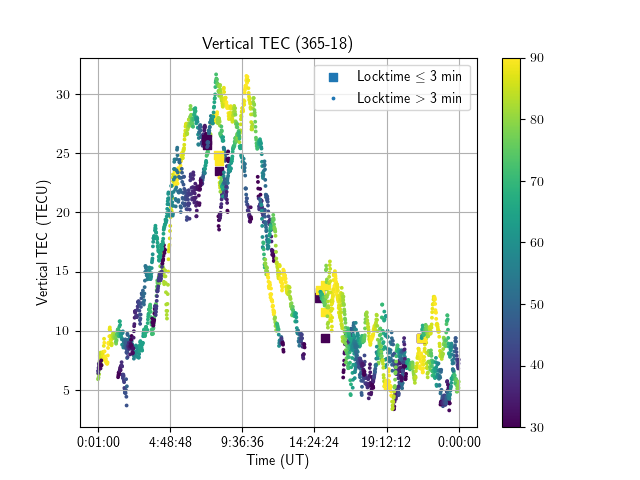 Vertical TEC (365-18)
Locktime ≤ 3 min
Locktime > 3 min
Vertical TEC (TECU)
30
25
20
15
10
5
0:01:00 4:48:48 9:36:36 14:24:24 19:12:12 0:00:00
Time (UT)
90
80
70
60
50
40
30